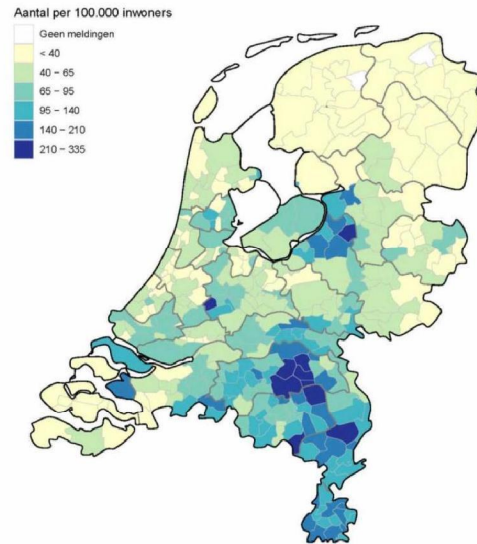 Aantal per 100.000 inwoners
Geen meldingen
< 40
40 – 65
65 – 95
95 – 140
140 – 210
210 – 335